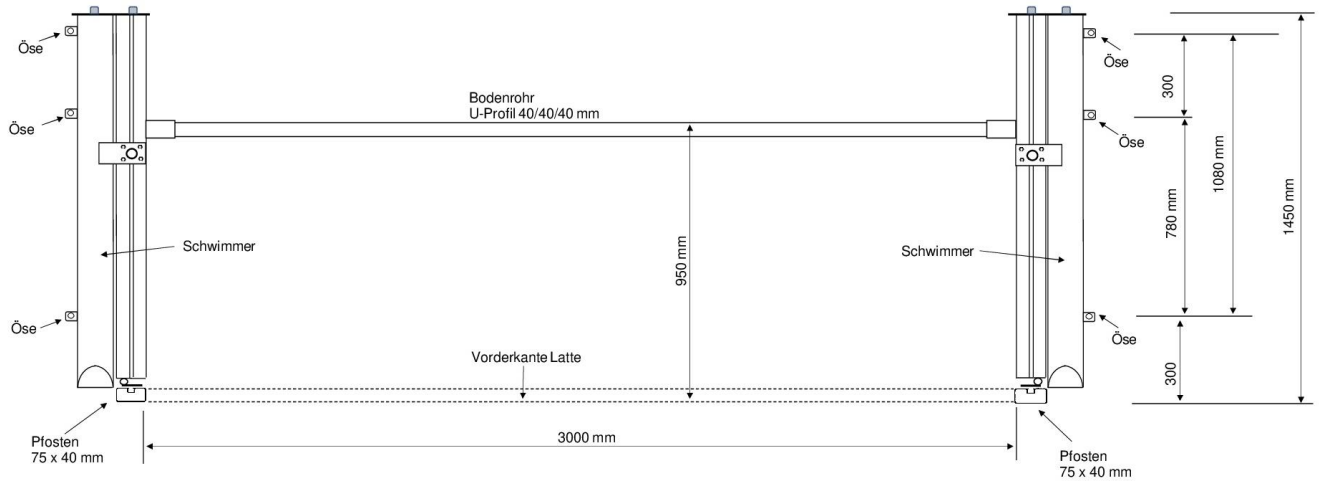 Öse
Öse
Öse
Öse
Öse
Öse
Bodenrohr
U-Profil 40/40/40 mm
Schwimmer
Schwimmer
950 mm
Vorderkante Latte
3000 mm
Pfosten
75 x 40 mm
Pfosten
75 x 40 mm
300
780 mm
1080 mm
1450 mm
300